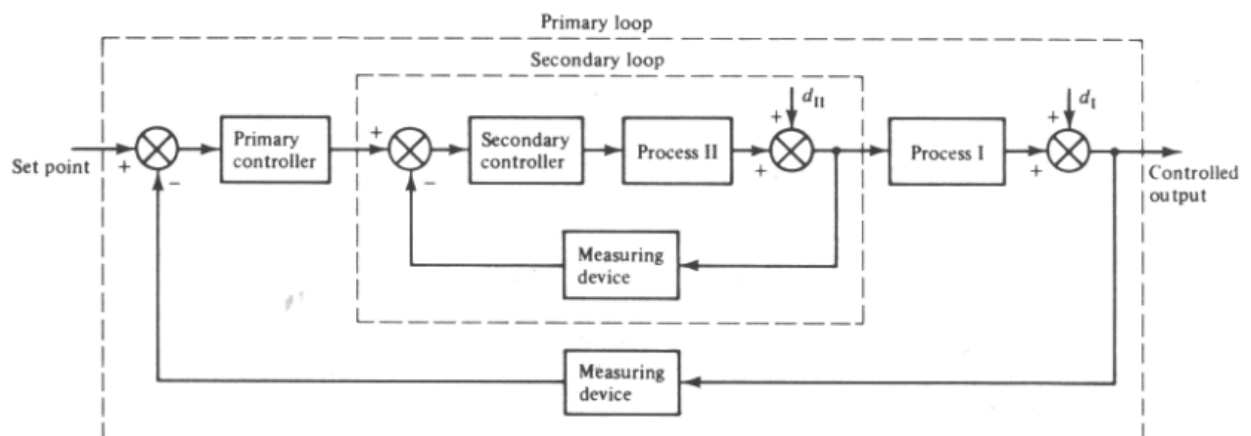 Primary loop
Secondary loop
d_II
d_I
+
+
Set point
+
−
Primary
controller
+
−
Secondary
controller
Process II
+
Process I
+
Controlled
output
Measuring
device
Measuring
device